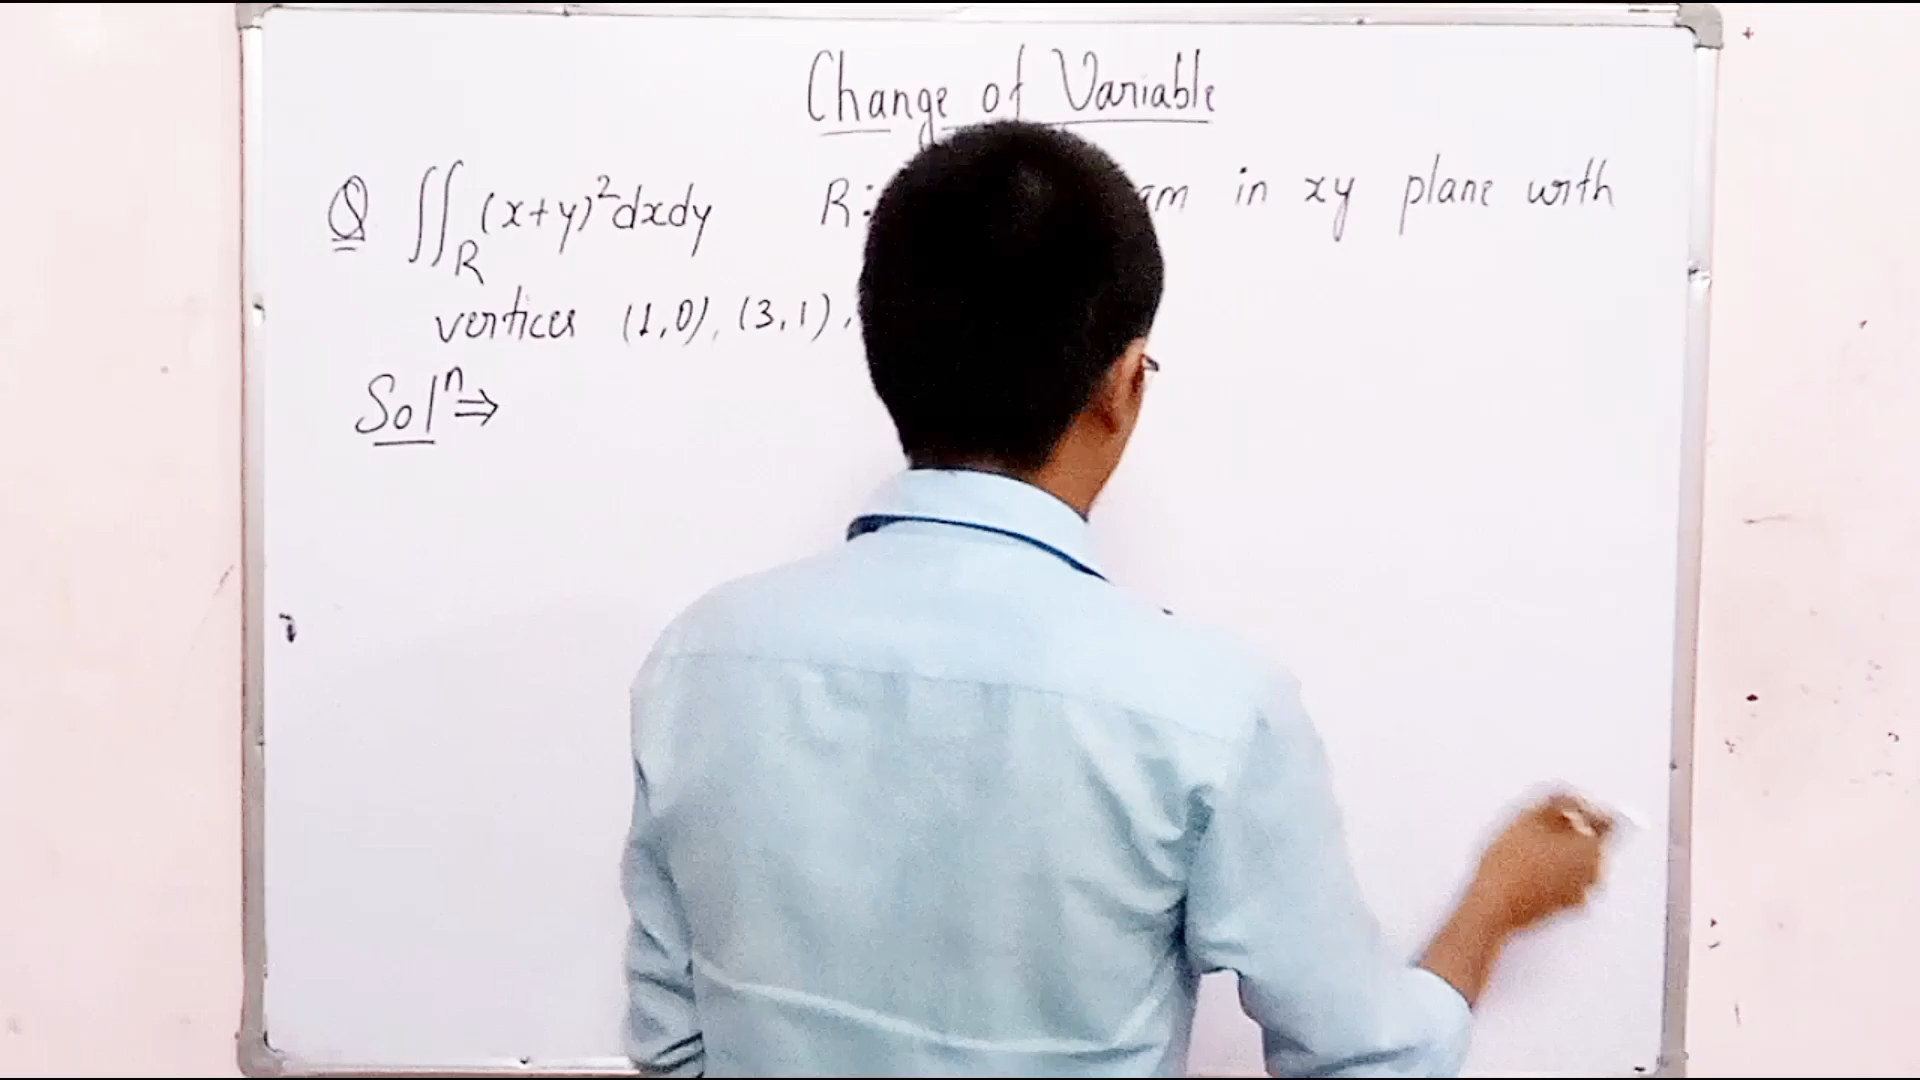 Change of Variable
Q ∬_R (x+y)²dxdy R: in xy plane with
vertices (1,0), (3,1),
Solⁿ ⇒